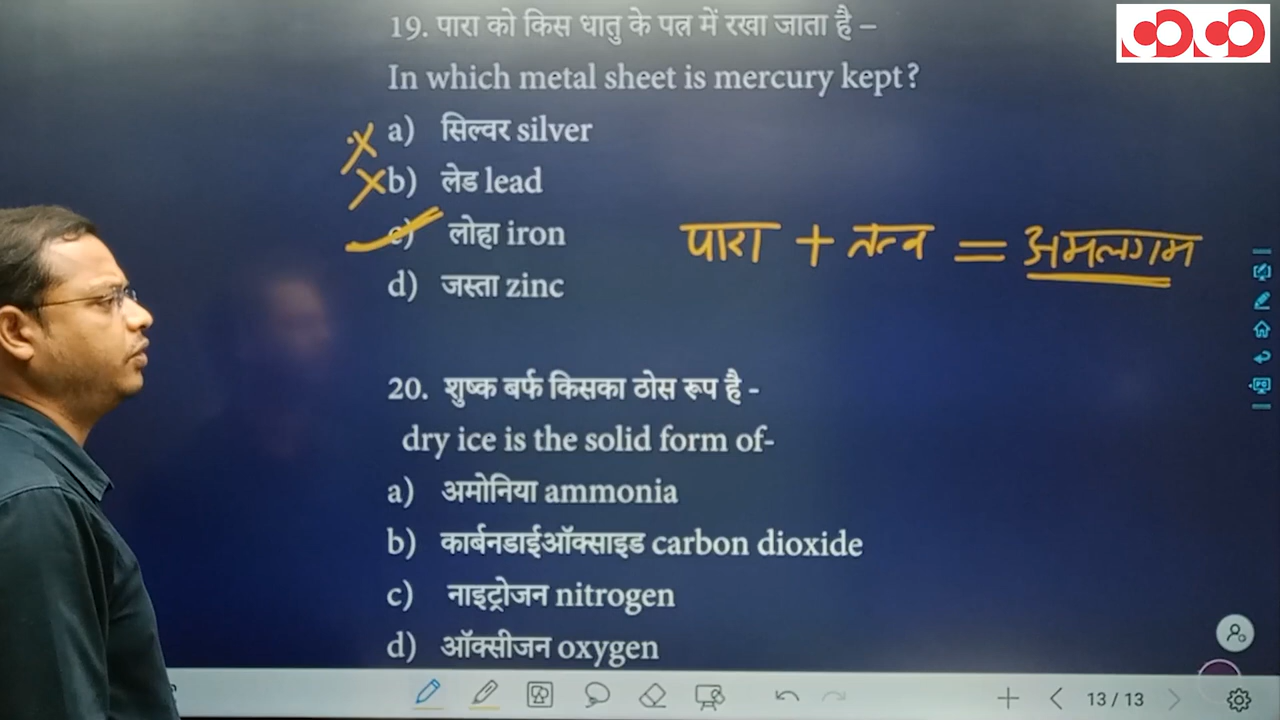 19. पारा को किस धातु के पत्र में रखा जाता है –
In which metal sheet is mercury kept?
a) सिल्वर silver
b) लेड lead
c) लोहा iron
पारा + तत्व = अमलगम
d) जस्ता zinc
20. शुष्क बर्फ किसका ठोस रूप है -
dry ice is the solid form of-
a) अमोनिया ammonia
b) कार्बनडाईऑक्साइड carbon dioxide
c) नाइट्रोजन nitrogen
d) ऑक्सीजन oxygen
13 / 13